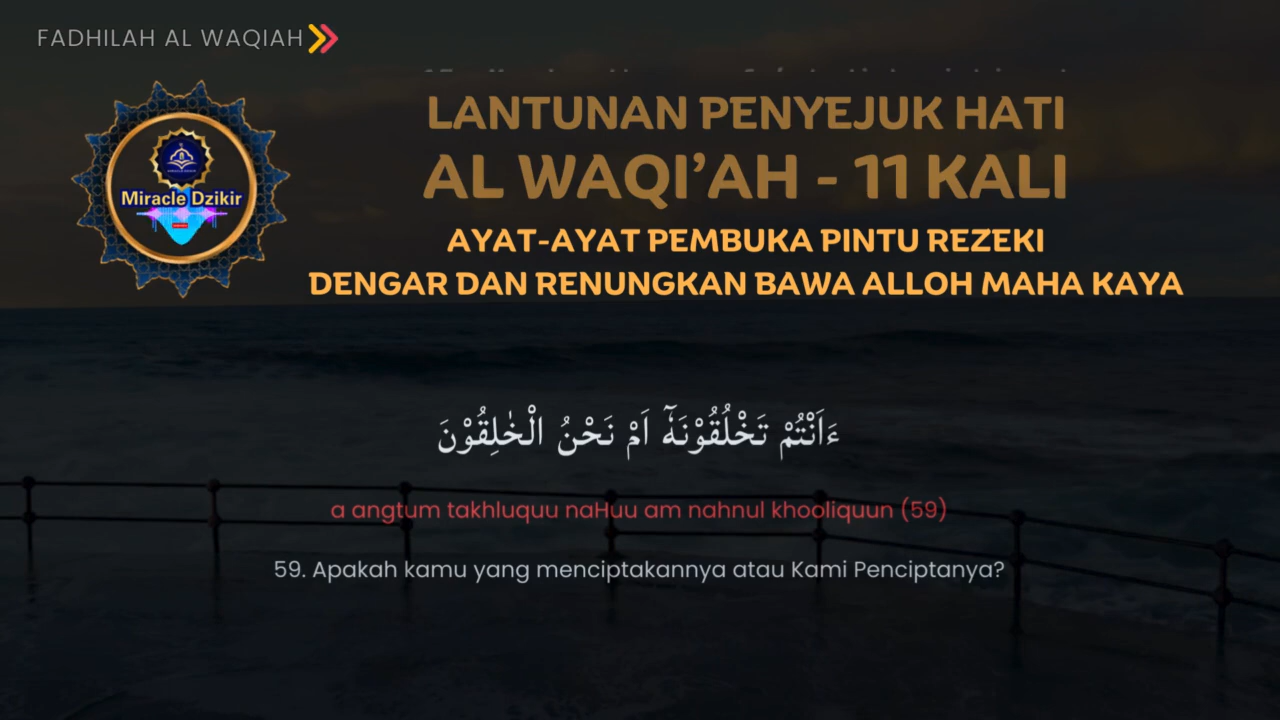 FADHILAH AL WAQIAH
Miracle Dzikir
LANTUNAN PENYEJUK HATI
AL WAQI’AH - 11 KALI
AYAT-AYAT PEMBUKA PINTU REZEKI
DENGAR DAN RENUNGKAN BAWA ALLOH MAHA KAYA
ءَاَنْتُمْ تَخْلُقُوْنَهٗٓ اَمْ نَحْنُ الْخٰلِقُوْنَ
a angtum takhluquu naHuu am nahnul khooliquun (59)
59. Apakah kamu yang menciptakannya atau Kami Penciptanya?